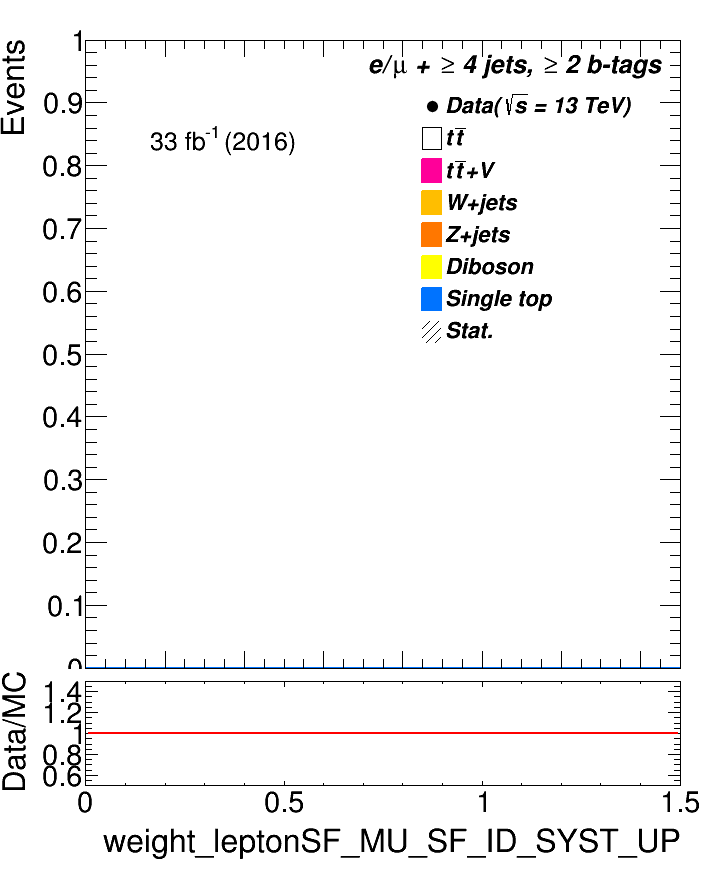 Events
1
e/μ + ≥ 4 jets, ≥ 2 b-tags
0.9
Data(√s = 13 TeV)
33 fb⁻¹ (2016)
tt̅
0.8
tt̅+V
W+jets
0.7
Z+jets
Diboson
0.6
Single top
Stat.
0.5
0.4
0.3
0.2
0.1
0
Data/MC
1.4
1.2
1
0.8
0.6
0 0.5 1 1.5
weight_leptonSF_MU_SF_ID_SYST_UP